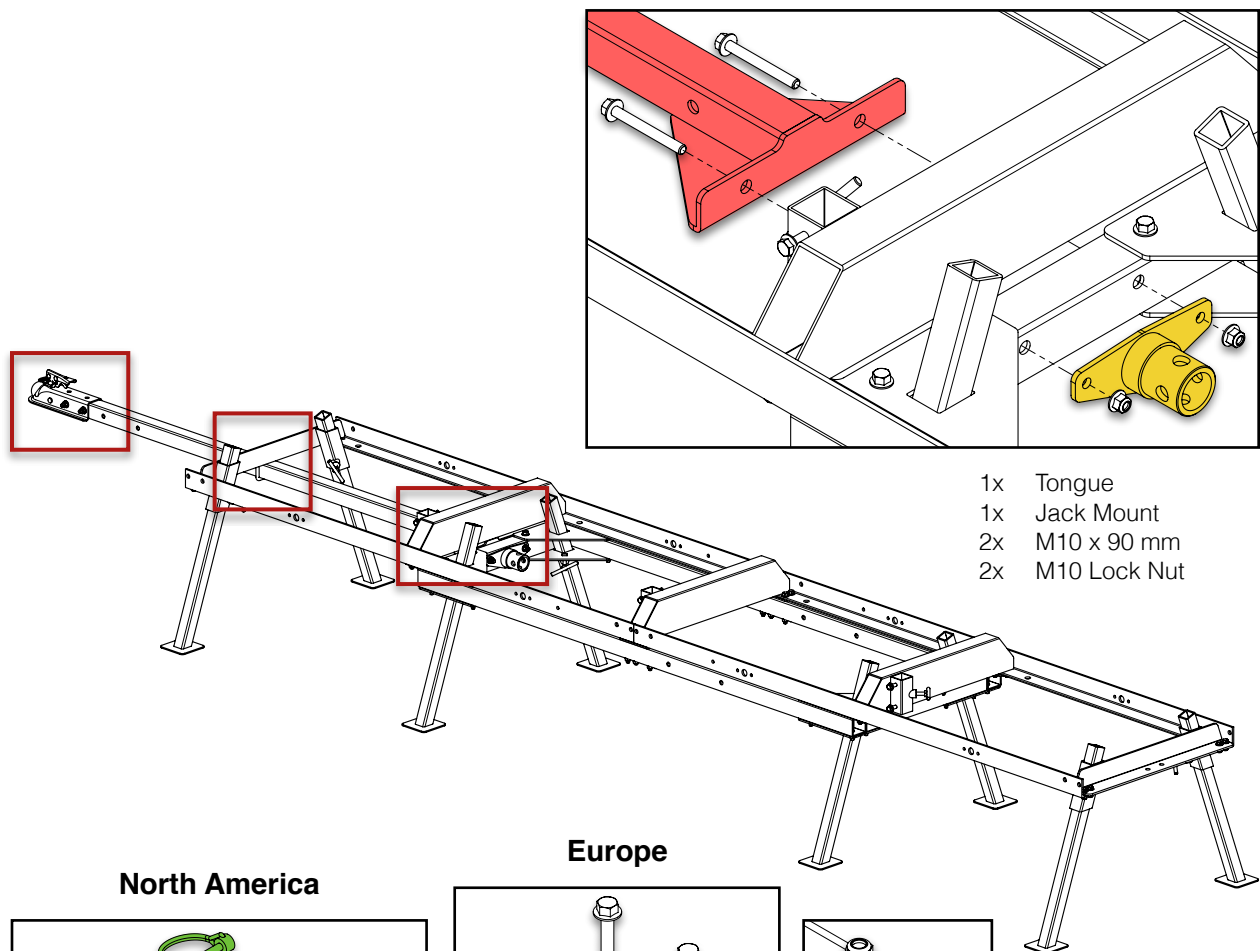 1x Tongue
1x Jack Mount
2x M10 x 90 mm
2x M10 Lock Nut
Europe
North America